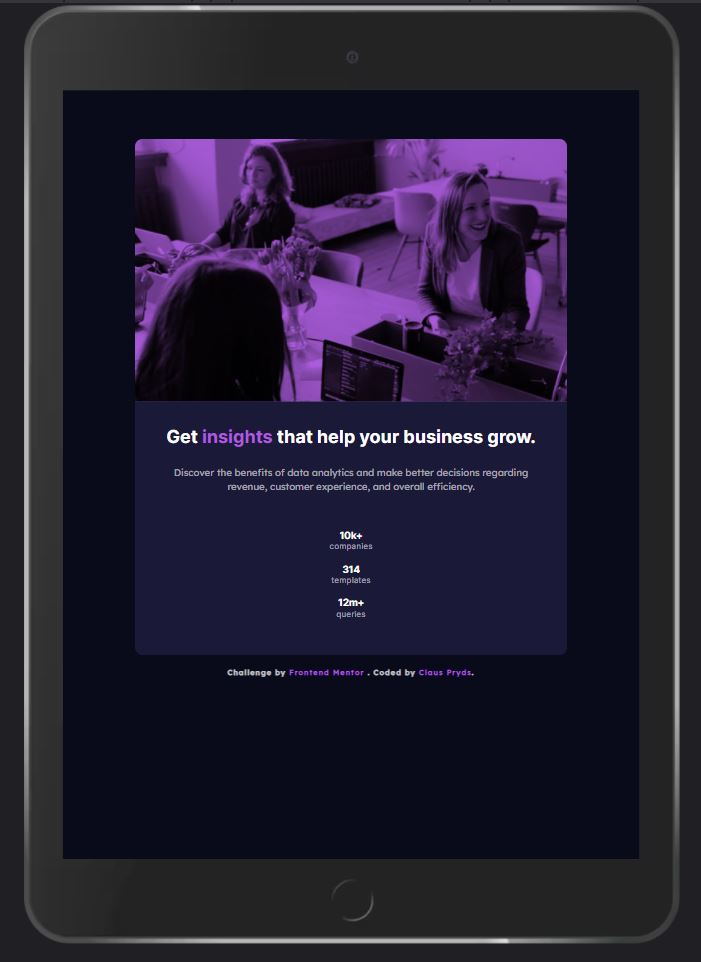 Get insights that help your business grow.
Discover the benefits of data analytics and make better decisions regarding
revenue, customer experience, and overall efficiency.
10k+
companies
314
templates
12m+
queries
Challenge by Frontend Mentor . Coded by Claus Pryds.